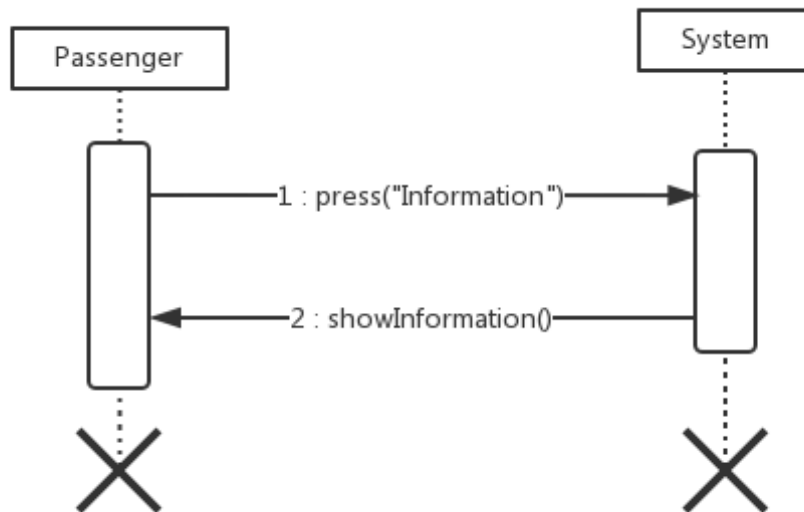 Passenger
System
1 : press("Information")
2 : showInformation()